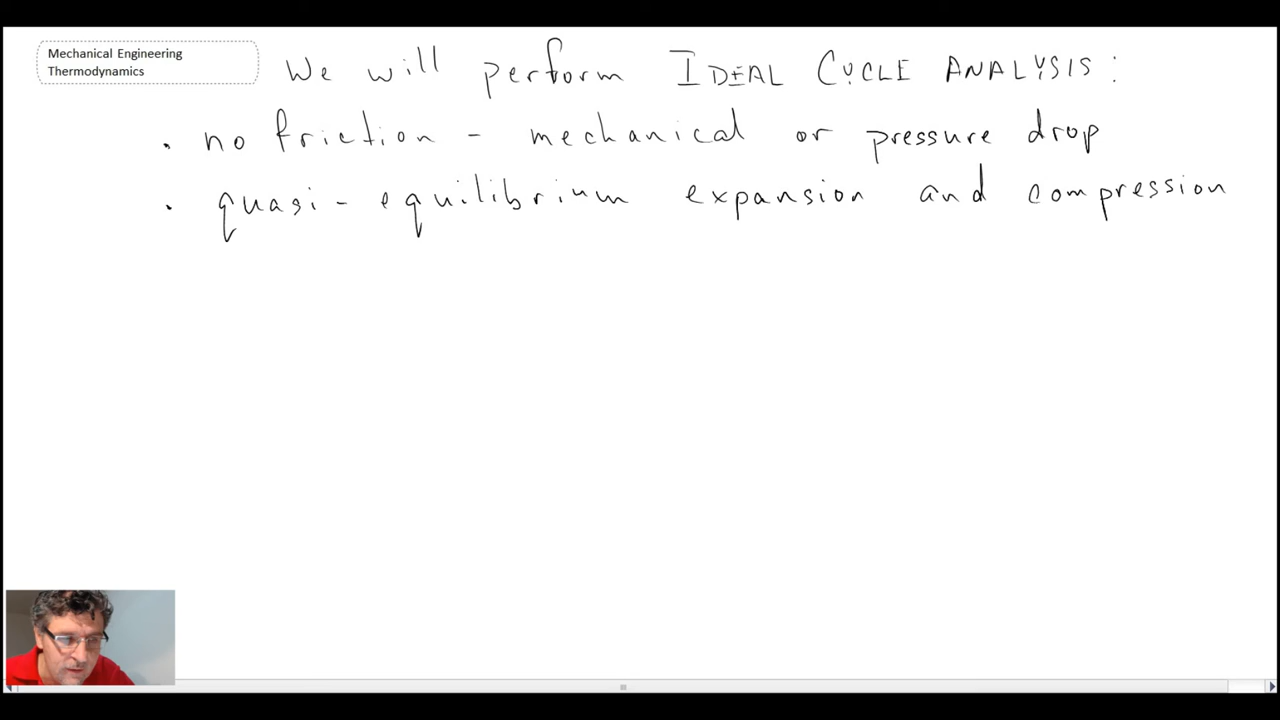 Mechanical Engineering
Thermodynamics
We will perform IDEAL CYCLE ANALYSIS:
· no friction - mechanical or pressure drop
· quasi-equilibrium expansion and compression